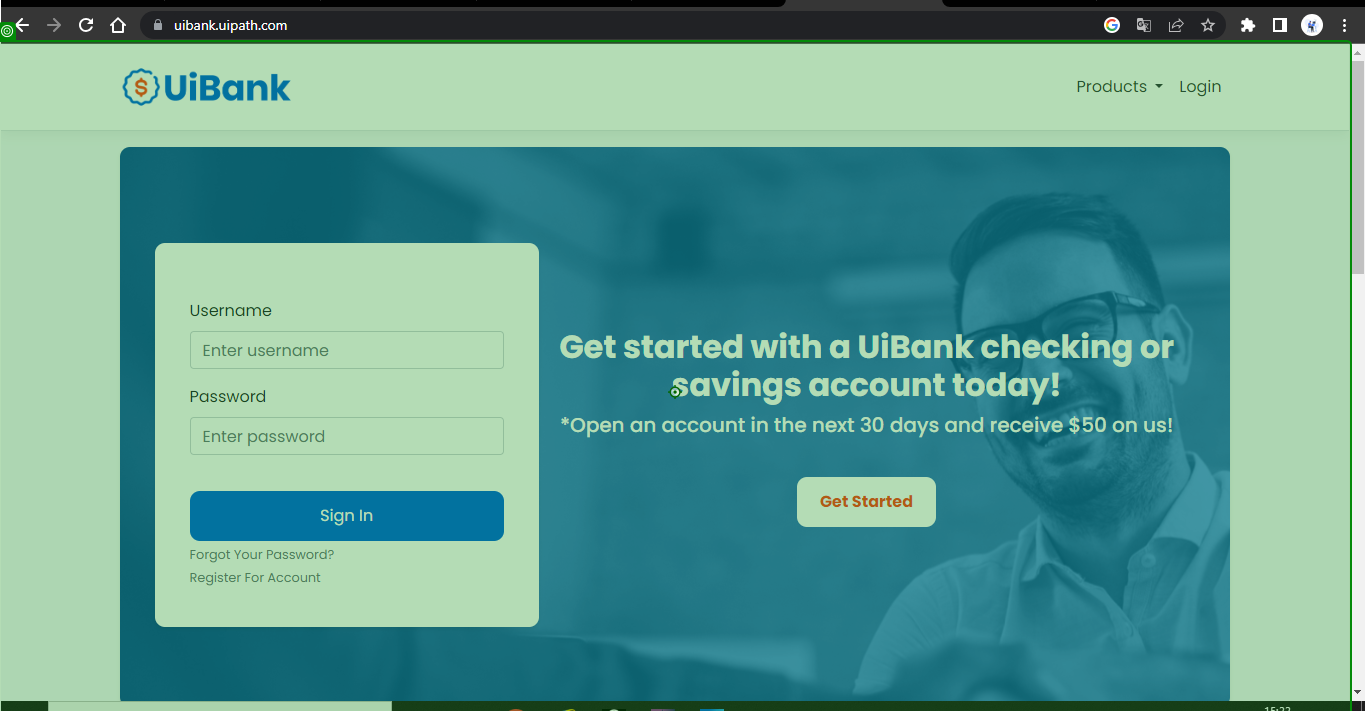 uibank.uipath.com
UiBank
Products
Login
Username
Enter username
Password
Enter password
Sign In
Forgot Your Password?
Register For Account
Get started with a UiBank checking or
savings account today!
*Open an account in the next 30 days and receive $50 on us!
Get Started